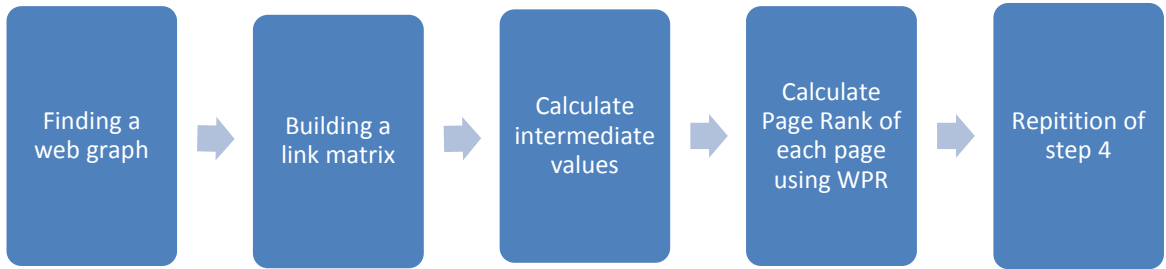 Finding a
web graph
Building a
link matrix
Calculate
intermediate
values
Calculate
Page Rank of
each page
using WPR
Repitition of
step 4